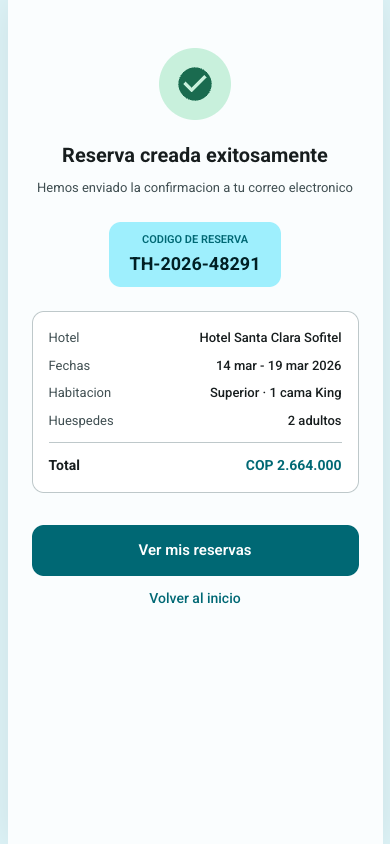 Reserva creada exitosamente
Hemos enviado la confirmacion a tu correo electronico
CODIGO DE RESERVA
TH-2026-48291
Hotel Hotel Santa Clara Sofitel
Fechas 14 mar - 19 mar 2026
Habitacion Superior · 1 cama King
Huespedes 2 adultos
Total COP 2.664.000
Ver mis reservas
Volver al inicio